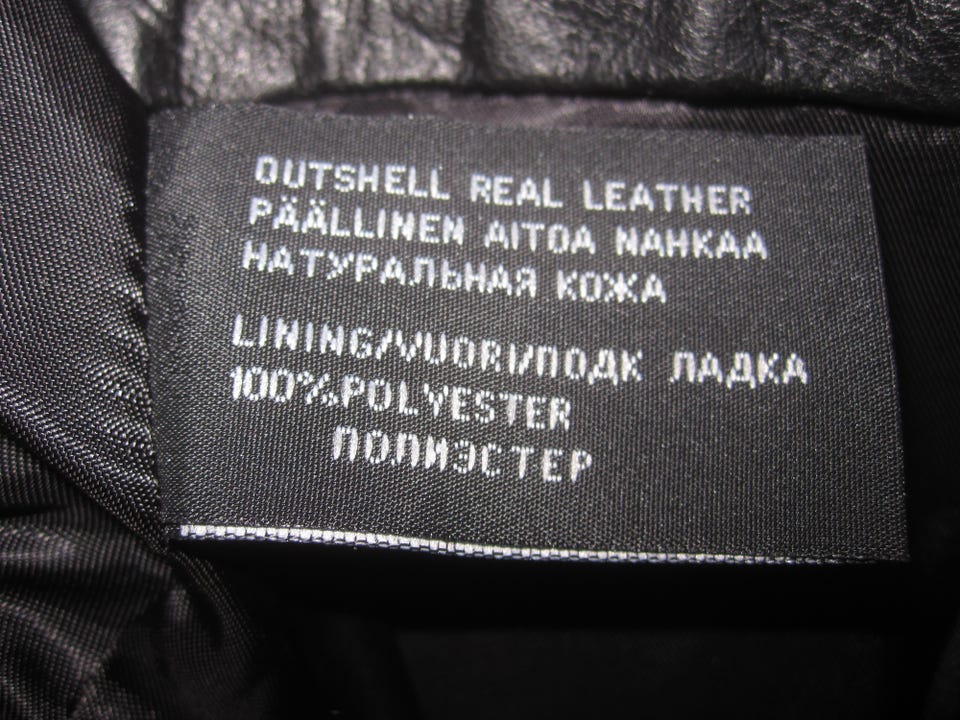 OUTSHELL REAL LEATHER
PÄÄLLINEN AITOA NAHKAA
НАТУРАЛЬНАЯ КОЖА
LINING/VUORI/ПОДК ЛАДКА
100%POLYESTER
ПОЛИЭСТЕР